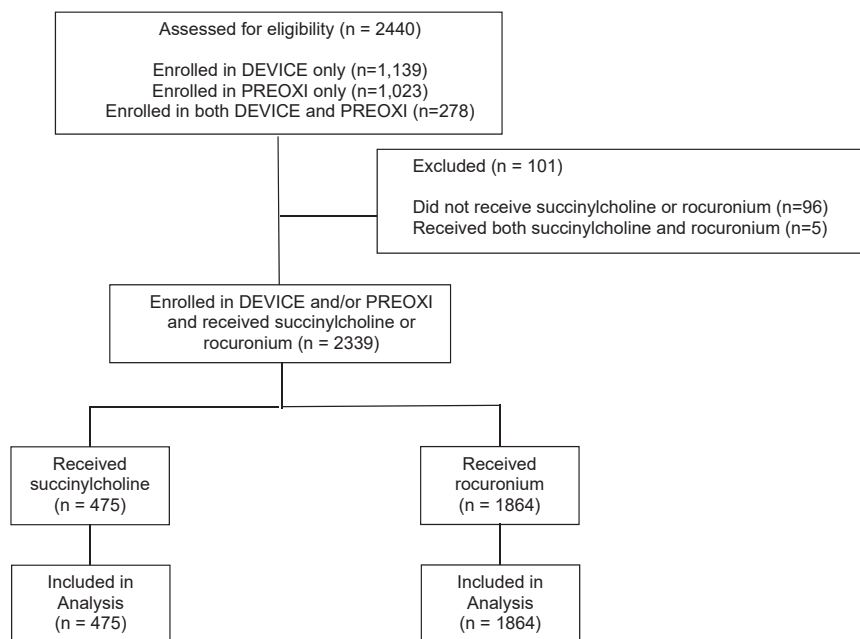 Assessed for eligibility (n = 2440)
Enrolled in DEVICE only (n=1,139)
Enrolled in PREOXI only (n=1,023)
Enrolled in both DEVICE and PREOXI (n=278)
Excluded (n = 101)
Did not receive succinylcholine or rocuronium (n=96)
Received both succinylcholine and rocuronium (n=5)
Enrolled in DEVICE and/or PREOXI
and received succinylcholine or
rocuronium (n = 2339)
Received
succinylcholine
(n = 475)
Received
rocuronium
(n = 1864)
Included in
Analysis
(n = 475)
Included in
Analysis
(n = 1864)